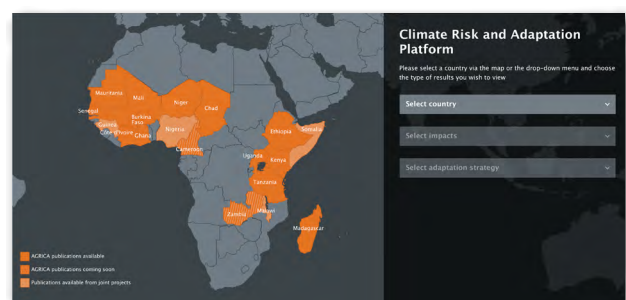 Climate Risk and Adaptation
Platform
Please select a country via the map or the drop-down menu and choose
the type of results you wish to view
Select country
Select impacts
Select adaptation strategy
Mauritania
Mali
Niger
Chad
Senegal
Burkina
Faso
Guinea
Côte d'Ivoire
Ghana
Nigeria
Cameroon
Ethiopia
Somalia
Uganda
Kenya
Tanzania
Zambia
Malawi
Madagascar
AGRICA publications available
AGRICA publications coming soon
Publications available from joint projects